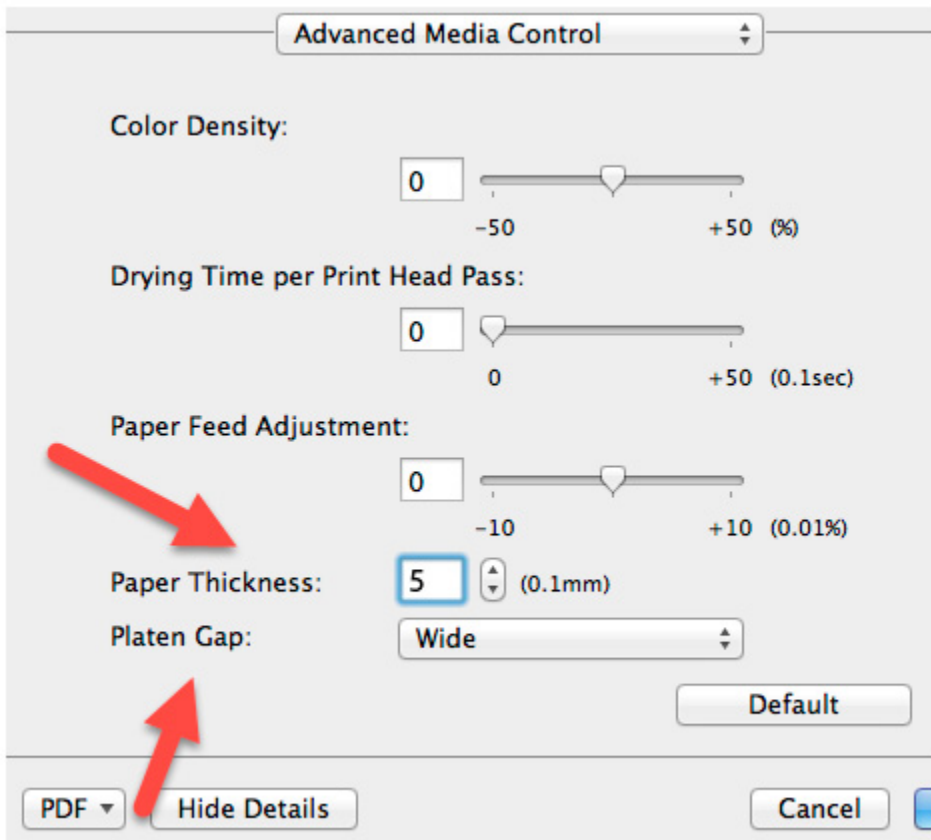 Advanced Media Control
Color Density:
0
-50 +50 (%)
Drying Time per Print Head Pass:
0
0 +50 (0.1sec)
Paper Feed Adjustment:
0
-10 +10 (0.01%)
Paper Thickness: 5 (0.1mm)
Platen Gap: Wide
Default
PDF Hide Details Cancel